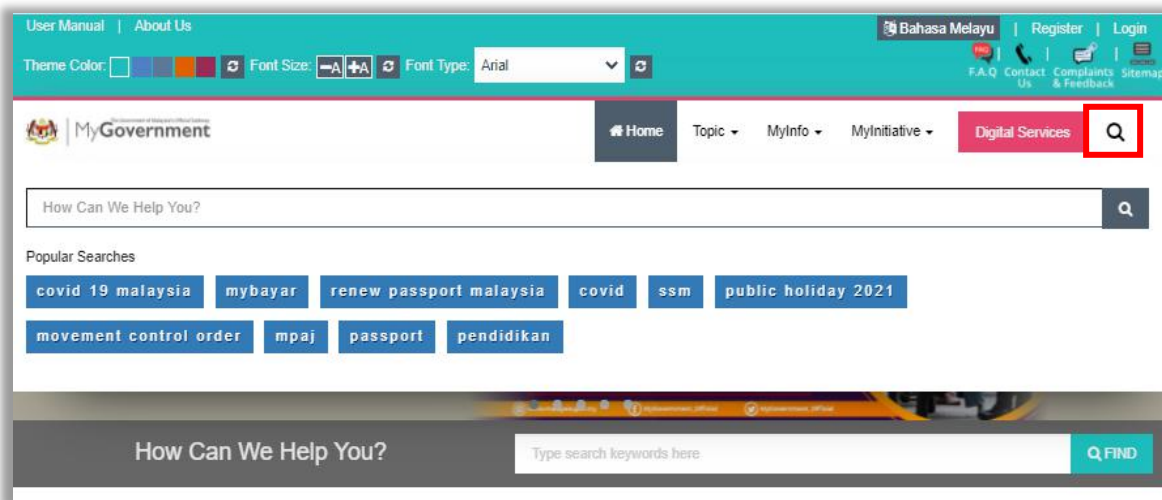 User Manual | About Us
Bahasa Melayu | Register | Login
Theme Color: Font Size: -A +A Font Type: Arial
FAQ
F.A.Q | Contact Us | Complaints & Feedback | Sitemap
MyGovernment
Home Topic MyInfo MyInitiative Digital Services
How Can We Help You?
Popular Searches
covid 19 malaysia mybayar renew passport malaysia covid ssm public holiday 2021
movement control order mpaj passport pendidikan
How Can We Help You? Type search keywords here FIND